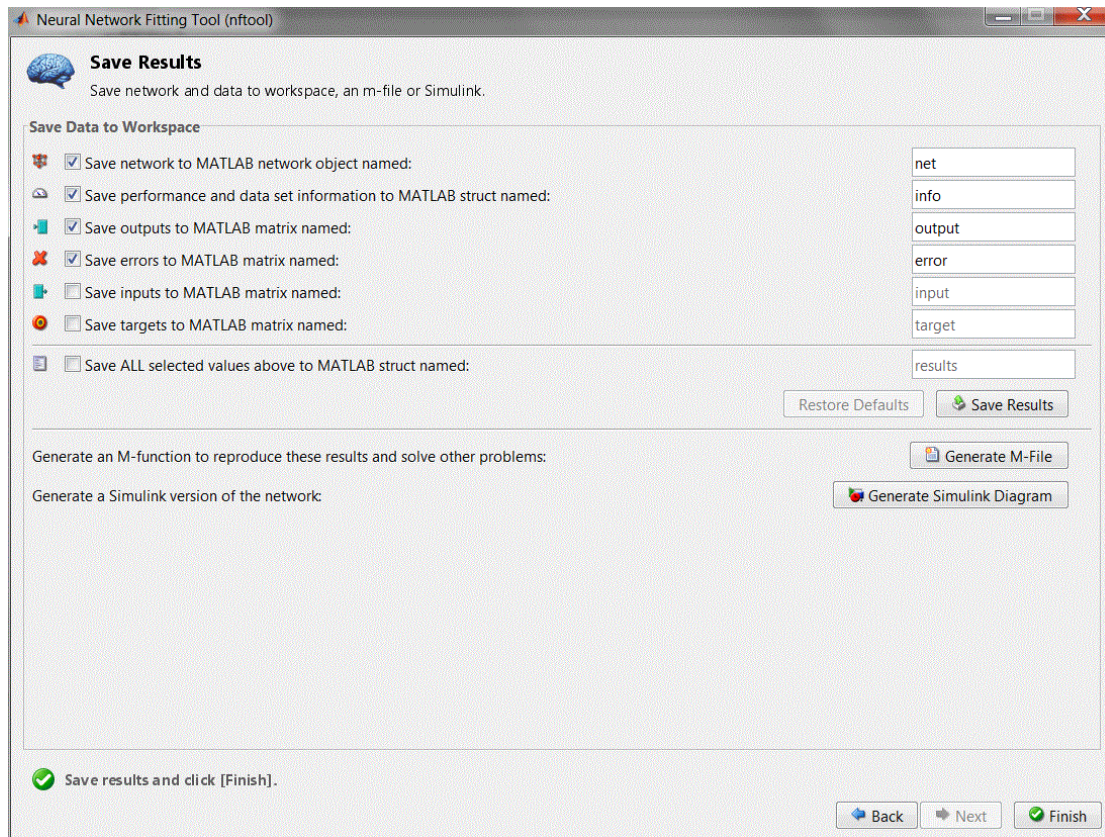 Neural Network Fitting Tool (nftool)
Save Results
Save network and data to workspace, an m-file or Simulink.
Save Data to Workspace
Save network to MATLAB network object named: net
Save performance and data set information to MATLAB struct named: info
Save outputs to MATLAB matrix named: output
Save errors to MATLAB matrix named: error
Save inputs to MATLAB matrix named: input
Save targets to MATLAB matrix named: target
Save ALL selected values above to MATLAB struct named: results
Restore Defaults Save Results
Generate an M-function to reproduce these results and solve other problems: Generate M-File
Generate a Simulink version of the network: Generate Simulink Diagram
Save results and click [Finish].
Back Next Finish